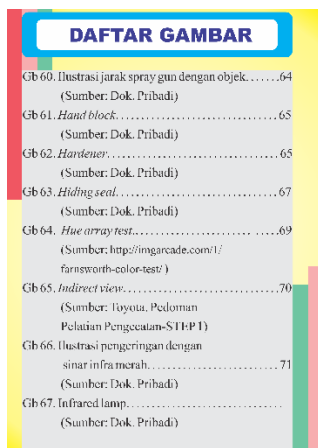 DAFTAR GAMBAR
Gb 60. Ilustrasi jarak spray gun dengan objek.......64
(Sumber: Dok. Pribadi)
Gb 61. Hand block..............................65
(Sumber: Dok. Pribadi)
Gb 62. Hardener................................65
(Sumber: Dok. Pribadi)
Gb 63. Hiding seal..............................67
(Sumber: Dok. Pribadi)
Gb 64. Hue array test...........................69
(Sumber: http://imgarcade.com/1/
farnsworth-color-test/ )
Gb 65. Indirect view............................70
(Sumber: Toyota, Pedoman
Pelatian Pengecatan-STEP 1)
Gb 66. Ilustrasi pengeringan dengan
sinar infra merah.........................71
(Sumber: Dok. Pribadi)
Gb 67. Infrared lamp............................
(Sumber: Dok. Pribadi)